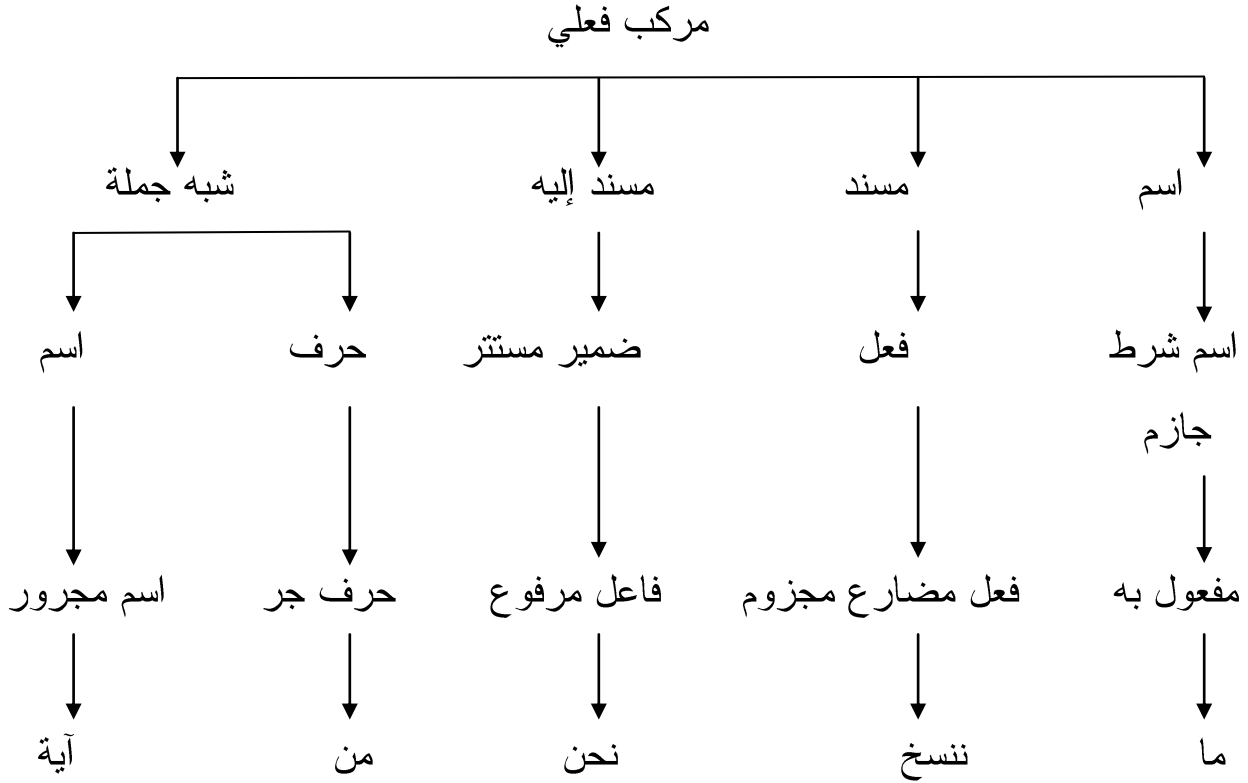 مركب فعلي
اسم مسند مسند إليه شبه جملة
اسم شرط فعل ضمير مستتر حرف اسم
جازم
مفعول به فعل مضارع مجزوم فاعل مرفوع حرف جر اسم مجرور
ما ننسخ نحن من آية